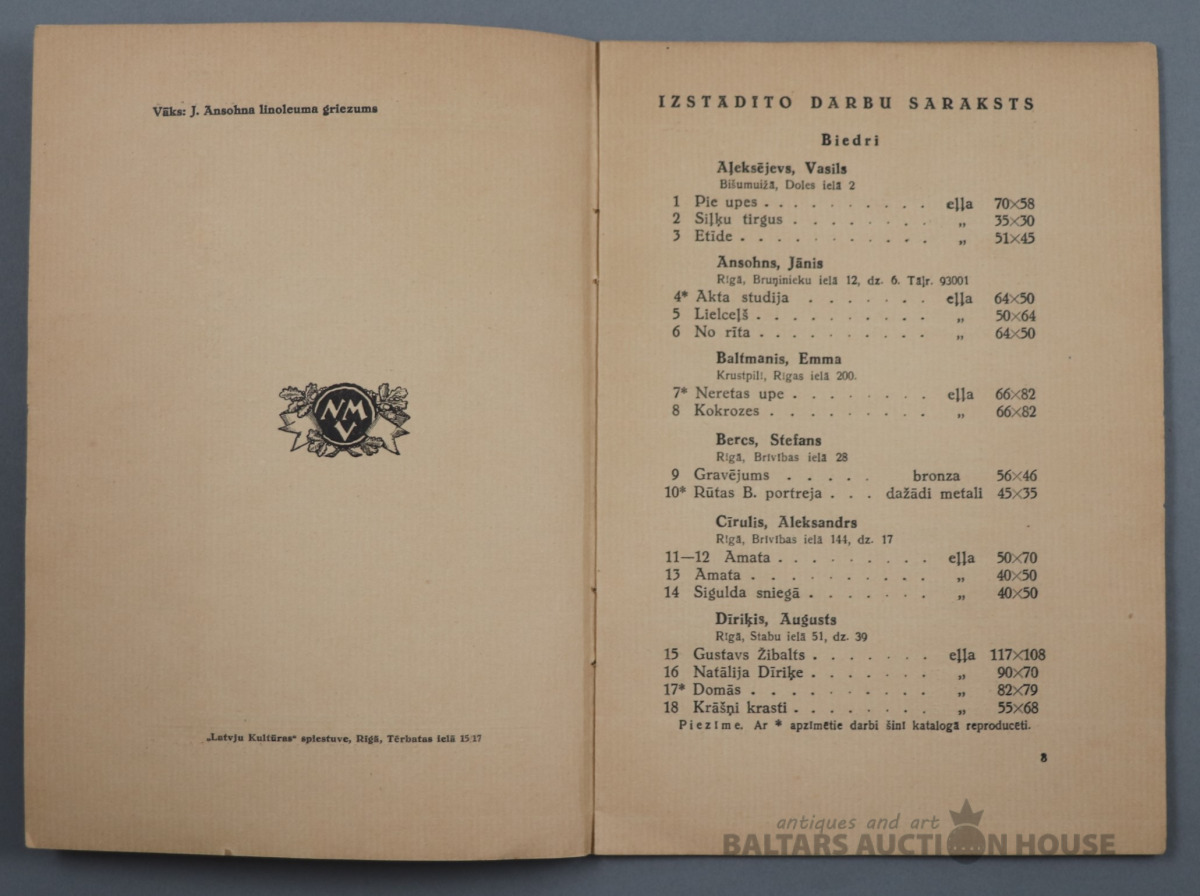 Vāks: J. Ansohna linoleuma griezums
NMV
„Latvju Kultūras“ spiestuve, Rīgā, Tērbatas ielā 15/17
IZSTĀDĪTO DARBU SARAKSTS
Biedri
Aļeksējevs, Vasils
Bišumuižā, Doles ielā 2
1 Pie upes . . . . . . . . . . eļļa 70×58
2 Siļķu tirgus . . . . . . . . „ 35×30
3 Etīde . . . . . . . . . . . „ 51×45
Ansohns, Jānis
Rīgā, Bruņinieku ielā 12, dz. 6. Tāļr. 93001
4* Akta studija . . . . . . . eļļa 64×50
5 Lielceļš . . . . . . . . . . „ 50×64
6 No rīta . . . . . . . . . . „ 64×50
Baltmanis, Emma
Krustpilī, Rīgas ielā 200.
7* Neretas upe . . . . . . . . eļļa 66×82
8 Kokrozes . . . . . . . . . „ 66×82
Bercs, Stefans
Rīgā, Brīvības ielā 28
9 Gravējums . . . . . bronza 56×46
10* Rūtas B. portreja . . . dažādi metali 45×35
Cīrulis, Aleksandrs
Rīgā, Brīvības ielā 144, dz. 17
11—12 Amata . . . . . . . . . eļļa 50×70
13 Amata . . . . . . . . . . „ 40×50
14 Sigulda sniegā . . . . . . . „ 40×50
Dīriķis, Augusts
Rīgā, Stabu ielā 51, dz. 39
15 Gustavs Žibalts . . . . . . . eļļa 117×108
16 Natālija Dīriķe . . . . . . . „ 90×70
17* Domās . . . . . . . . . . „ 82×79
18 Krāšņi krasti . . . . . . . . „ 55×68
Piezīme. Ar * apzīmētie darbi šinī katalogā reproducēti.
3
antiques and art
BALTARS AUCTION HOUSE